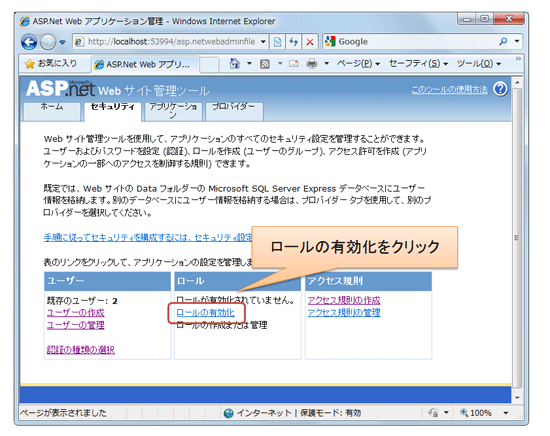 ASP.Net Web アプリケーション管理 - Windows Internet Explorer
http://localhost:53994/asp.netwebadminfile
Google
お気に入り
ASP.Net Web アプリ...
ページ(P)
セーフティ(S)
ツール(O)
ASP.net Web サイト管理ツール
このツールの使用方法
ホーム
セキュリティ
アプリケーショ
ン
プロバイダー
Web サイト管理ツールを使用して、アプリケーションのすべてのセキュリティ設定を管理することができます。
ユーザーおよびパスワードを設定 (認証)、ロールを作成 (ユーザーのグループ)、アクセス許可を作成 (アプリ
ケーションの一部へのアクセスを制御する規則) できます。
既定では、Web サイトの Data フォルダーの Microsoft SQL Server Express データベースにユーザー
情報を格納します。別のデータベースにユーザー情報を格納する場合は、プロバイダー タブを使用して、別のプ
ロバイダーを選択してください。
手順に従ってセキュリティを構成するには、セキュリティ設定
ロールの有効化をクリック
表のリンクをクリックして、アプリケーションの設定を管理しま
ユーザー
既存のユーザー: 2
ユーザーの作成
ユーザーの管理
認証の種類の選択
ロール
ロールが有効化されていません。
ロールの有効化
ロールの作成または管理
アクセス規則
アクセス規則の作成
アクセス規則の管理
ページが表示されました
インターネット | 保護モード: 有効
100%